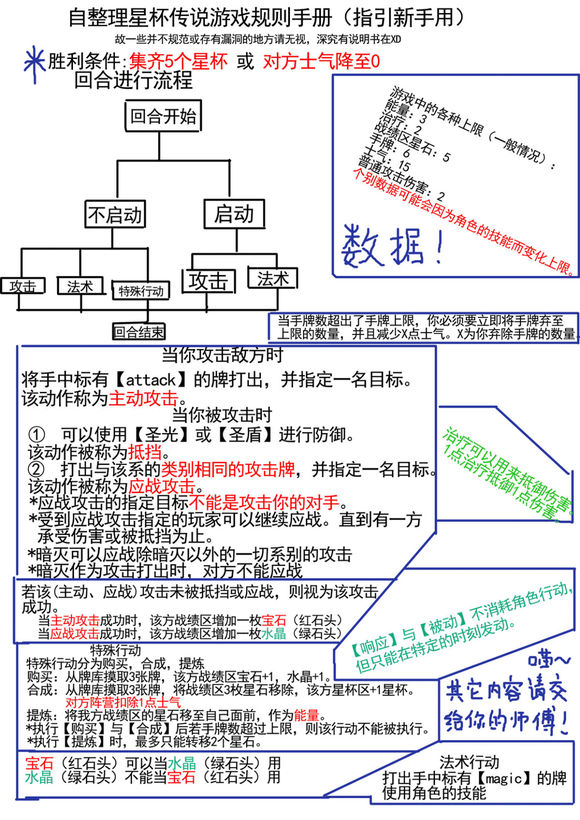 自整理星杯传说游戏规则手册（指引新手用）
故一些并不规范或存有漏洞的地方请无视，深究有说明书在XD
胜利条件:集齐5个星杯 或 对方士气降至0
回合进行流程
回合开始
不启动
启动
攻击
法术
特殊行动
攻击
法术
回合结束
游戏中的各种上限（一般情况）：
能量：3
治疗：2
战绩区星石：5
手牌：6
士气：15
普通攻击伤害：2
个别数据可能会因为角色的技能而变化上限。
数据!
当手牌数超出了手牌上限，你必须要立即将手牌弃至
上限的数量，并且减少X点士气。X为你弃除手牌的数量
当你攻击敌方时
将手中标有【attack】的牌打出，并指定一名目标。
该动作称为主动攻击。
当你被攻击时
① 可以使用【圣光】或【圣盾】进行防御。
该动作被称为抵挡。
② 打出与该系的类别相同的攻击牌，并指定一名目标。
该动作被称为应战攻击。
*应战攻击的指定目标不能是攻击你的对手。
*受到应战攻击指定的玩家可以继续应战。直到有一方
承受伤害或被抵挡为止。
*暗灭可以应战除暗灭以外的一切系别的攻击
*暗灭作为攻击打出时，对方不能应战
治疗可以用来抵御伤害
1点治疗抵御1点伤害
若该(主动、应战)攻击未被抵挡或应战，则视为该攻击
成功。
当主动攻击成功时，该方战绩区增加一枚宝石（红石头）
当应战攻击成功时，该方战绩区增加一枚水晶（绿石头）
【响应】与【被动】不消耗角色行动，
但只能在特定的时刻发动。
特殊行动
特殊行动分为购买，合成，提炼
购买：从牌库摸取3张牌，该方战绩区宝石+1，水晶+1。
合成：从牌库摸取3张牌，将战绩区3枚星石移除，该方星杯区+1星杯。
对方阵营扣除1点士气
提炼：将我方战绩区的星石移至自己面前，作为能量。
*执行【购买】与【合成】后若手牌数超过上限，则该行动不能被执行。
*执行【提炼】时，最多只能转移2个星石。
喵~
其它内容请交
给你的师傅!
宝石（红石头）可以当水晶（绿石头）用
水晶（绿石头）不能当宝石（红石头）用
法术行动
打出手中标有【magic】的牌
使用角色的技能